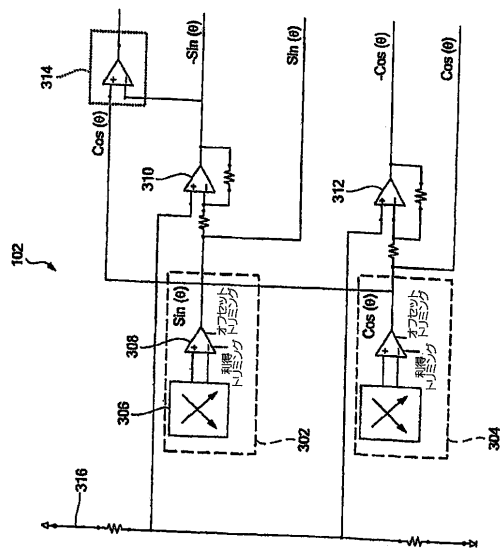 102
316
306
308
Sin (θ)
利得
トリミング
オフセット
トリミング
302
304
Cos (θ)
利得
トリミング
オフセット
トリミング
310
312
314
Cos (θ)
-Sin (θ)
Sin (θ)
-Cos (θ)
Cos (θ)
+
−
+
−
+
−
+
−
+
−